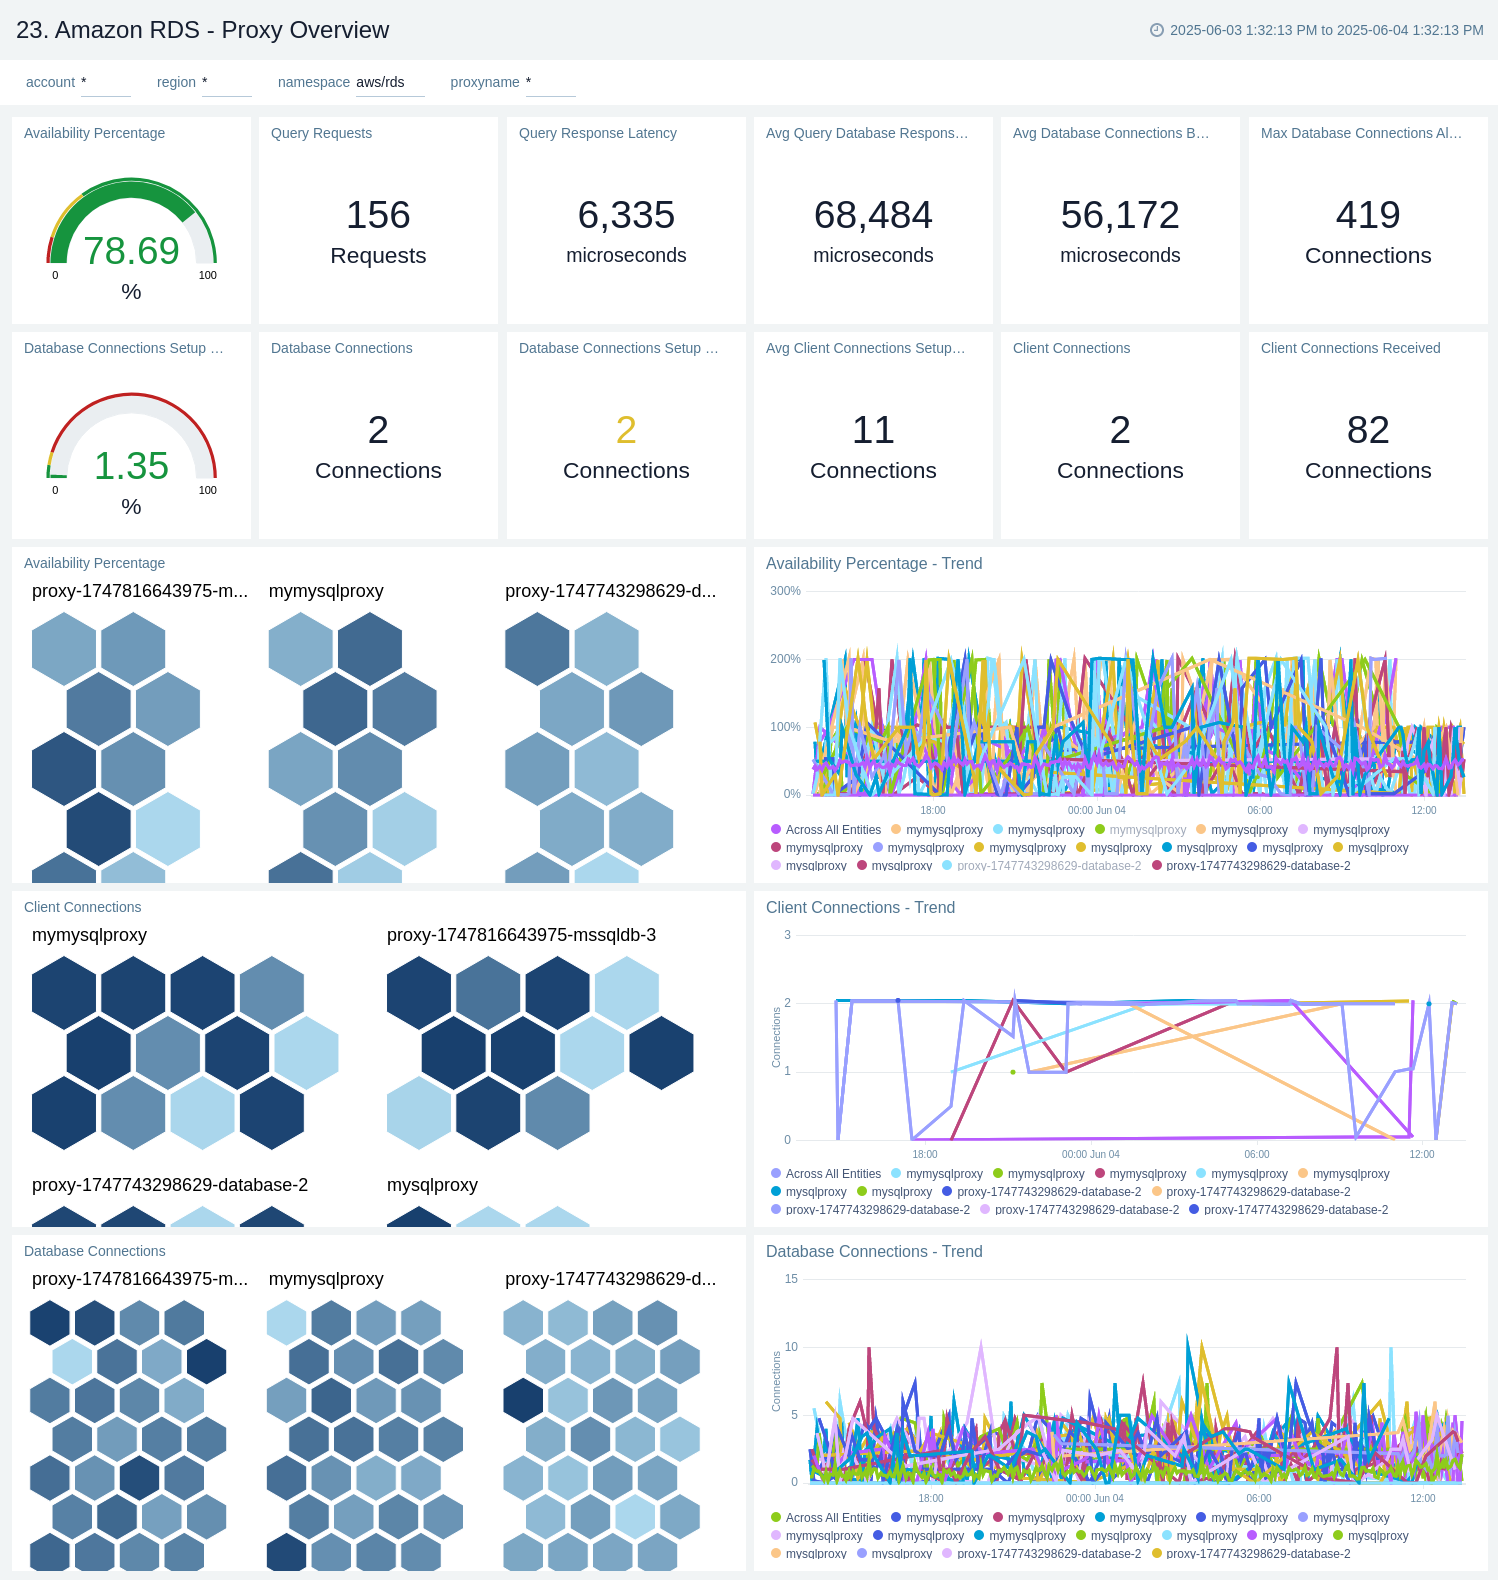 23. Amazon RDS - Proxy Overview
2025-06-03 1:32:13 PM to 2025-06-04 1:32:13 PM
account * region * namespace aws/rds proxyname *
Availability Percentage
78.69
0 100
%
Query Requests
156
Requests
Query Response Latency
6,335
microseconds
Avg Query Database Respons…
68,484
microseconds
Avg Database Connections B…
56,172
microseconds
Max Database Connections Al…
419
Connections
Database Connections Setup …
1.35
0 100
%
Database Connections
2
Connections
Database Connections Setup …
2
Connections
Avg Client Connections Setup…
11
Connections
Client Connections
2
Connections
Client Connections Received
82
Connections
Availability Percentage
proxy-1747816643975-m... mymysqlproxy proxy-1747743298629-d...
Availability Percentage - Trend
300%
200%
100%
0%
18:00 00:00 Jun 04 06:00 12:00
Across All Entities mymysqlproxy mymysqlproxy mymysqlproxy mymysqlproxy mymysqlproxy
mymysqlproxy mymysqlproxy mymysqlproxy mysqlproxy mysqlproxy mysqlproxy mysqlproxy
mysqlproxy mysqlproxy proxy-1747743298629-database-2 proxy-1747743298629-database-2
Client Connections
mymysqlproxy proxy-1747816643975-mssqldb-3
proxy-1747743298629-database-2 mysqlproxy
Client Connections - Trend
Connections
3
2
1
0
18:00 00:00 Jun 04 06:00 12:00
Across All Entities mymysqlproxy mymysqlproxy mymysqlproxy mymysqlproxy mymysqlproxy
mysqlproxy mysqlproxy proxy-1747743298629-database-2 proxy-1747743298629-database-2
proxy-1747743298629-database-2 proxy-1747743298629-database-2 proxy-1747743298629-database-2
Database Connections
proxy-1747816643975-m... mymysqlproxy proxy-1747743298629-d...
Database Connections - Trend
Connections
15
10
5
0
18:00 00:00 Jun 04 06:00 12:00
Across All Entities mymysqlproxy mymysqlproxy mymysqlproxy mymysqlproxy mymysqlproxy
mymysqlproxy mymysqlproxy mymysqlproxy mysqlproxy mysqlproxy mysqlproxy mysqlproxy
mysqlproxy mysqlproxy proxy-1747743298629-database-2 proxy-1747743298629-database-2